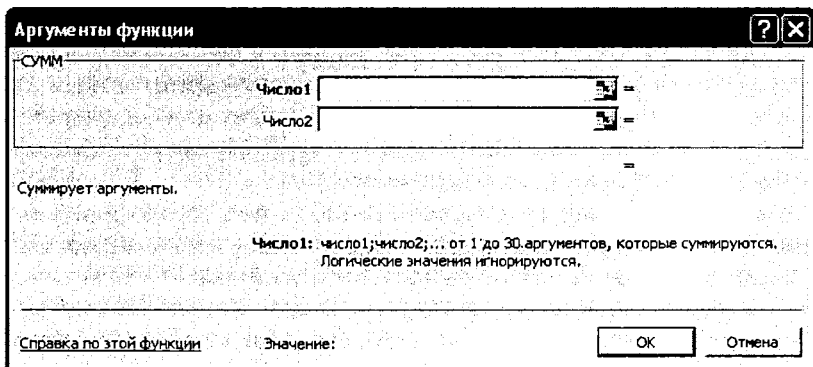 Аргументы функции
СУММ
Число1 =
Число2 =
=
Суммирует аргументы.
Число1: число1;число2;... от 1 до 30.аргументов, которые суммируются.
Логические значения игнорируются.
Справка по этой функции Значение: ОК Отмена